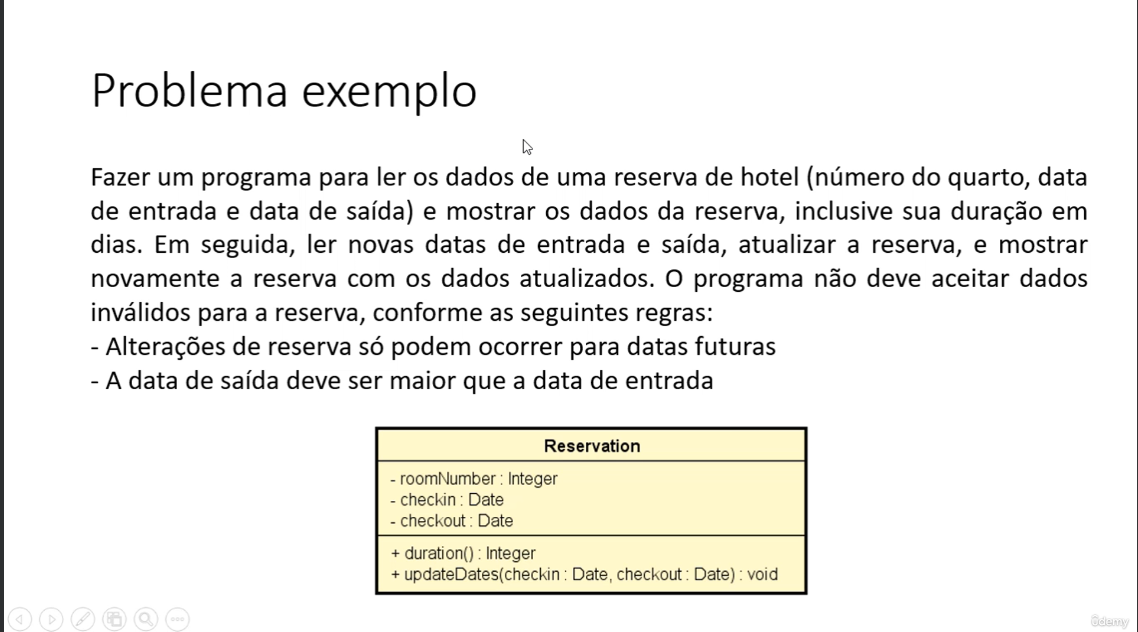 Problema exemplo
Fazer um programa para ler os dados de uma reserva de hotel (número do quarto, data
de entrada e data de saída) e mostrar os dados da reserva, inclusive sua duração em
dias. Em seguida, ler novas datas de entrada e saída, atualizar a reserva, e mostrar
novamente a reserva com os dados atualizados. O programa não deve aceitar dados
inválidos para a reserva, conforme as seguintes regras:
- Alterações de reserva só podem ocorrer para datas futuras
- A data de saída deve ser maior que a data de entrada
Reservation
- roomNumber : Integer
- checkin : Date
- checkout : Date
+ duration() : Integer
+ updateDates(checkin : Date, checkout : Date) : void
ûdemy